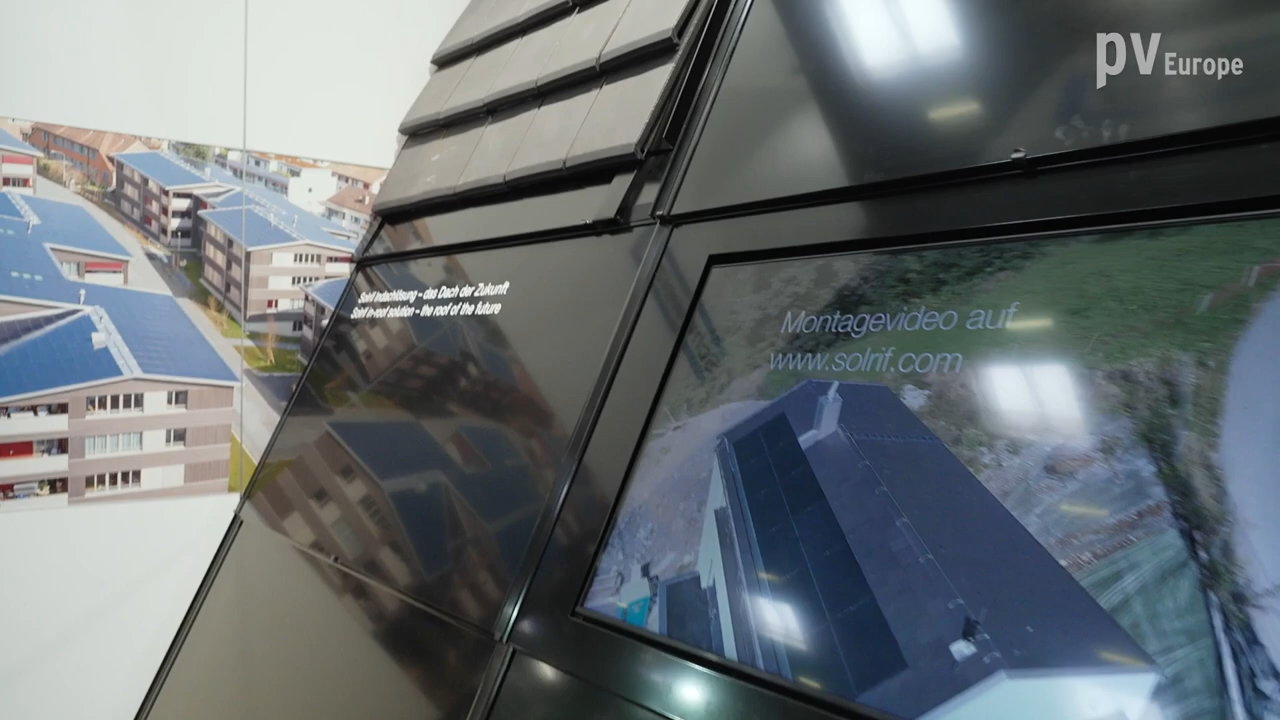 pv Europe
Solrif Indachlösung – das Dach der Zukunft
Solrif in-roof solution – the roof of the future
Montagevideo auf
www.solrif.com